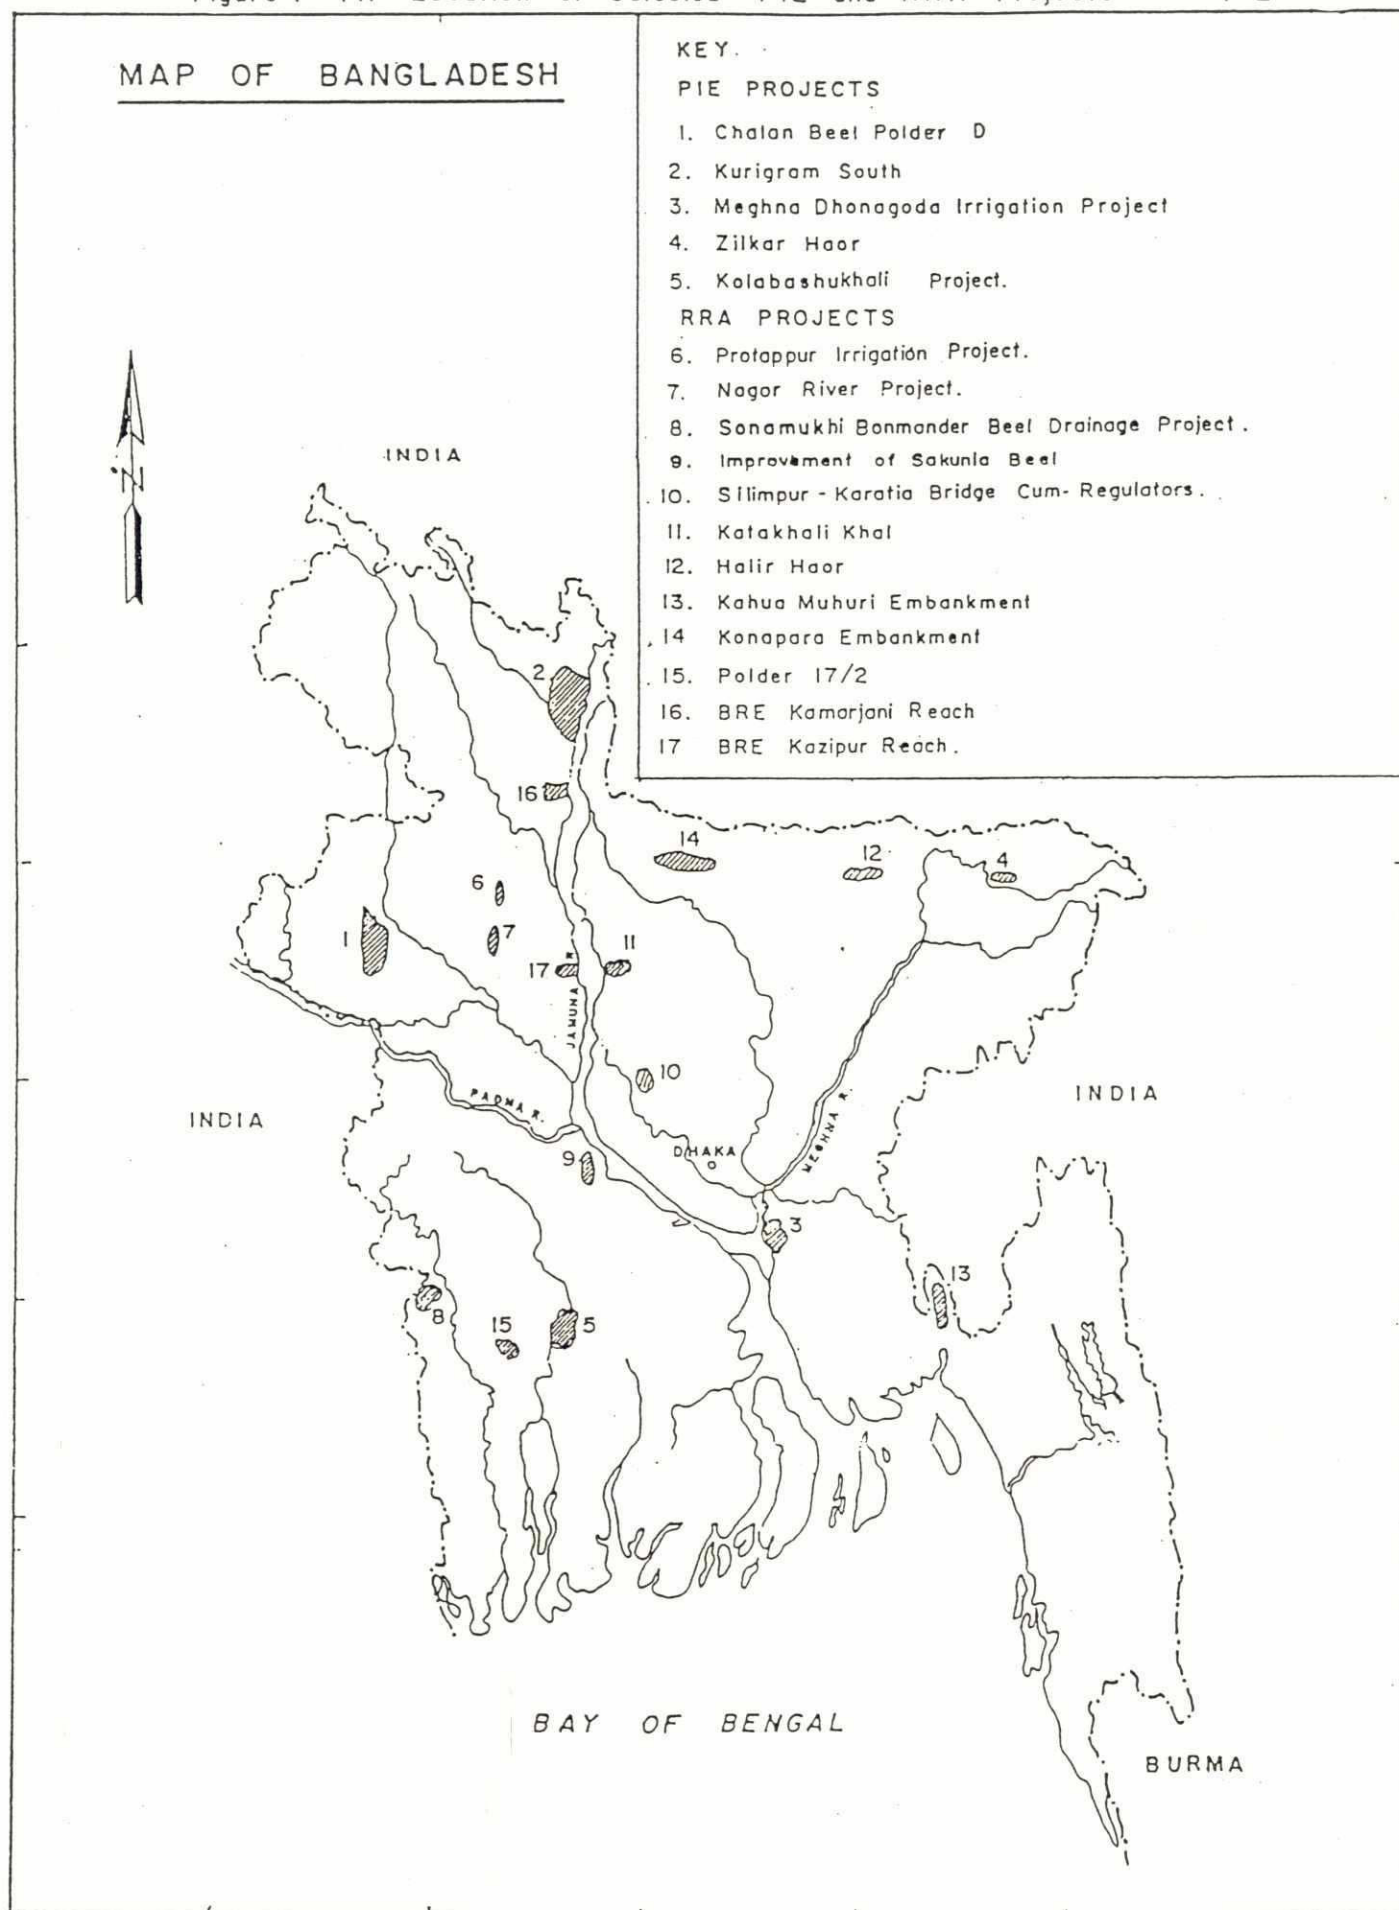 MAP OF BANGLADESH
KEY.
PIE PROJECTS
1. Chalan Beel Polder D
2. Kurigram South
3. Meghna Dhonagoda Irrigation Project
4. Zilkar Haor
5. Kolabashukhali Project.
RRA PROJECTS
6. Protappur Irrigation Project.
7. Nagor River Project.
8. Sonamukhi Bonmander Beel Drainage Project.
9. Improvement of Sakunia Beel
10. Silimpur - Karatia Bridge Cum- Regulators.
11. Katakhali Khal
12. Halir Haor
13. Kahua Muhuri Embankment
14 Konapara Embankment
15. Polder 17/2
16. BRE Kamarjani Reach
17 BRE Kazipur Reach.
N
INDIA
2
16
14
12
4
6
1
7
17
11
JAMUNA R
10
PADMA R.
INDIA
INDIA
MEGHNA R.
DHAKA
9
3
13
8
15
5
BAY OF BENGAL
BURMA